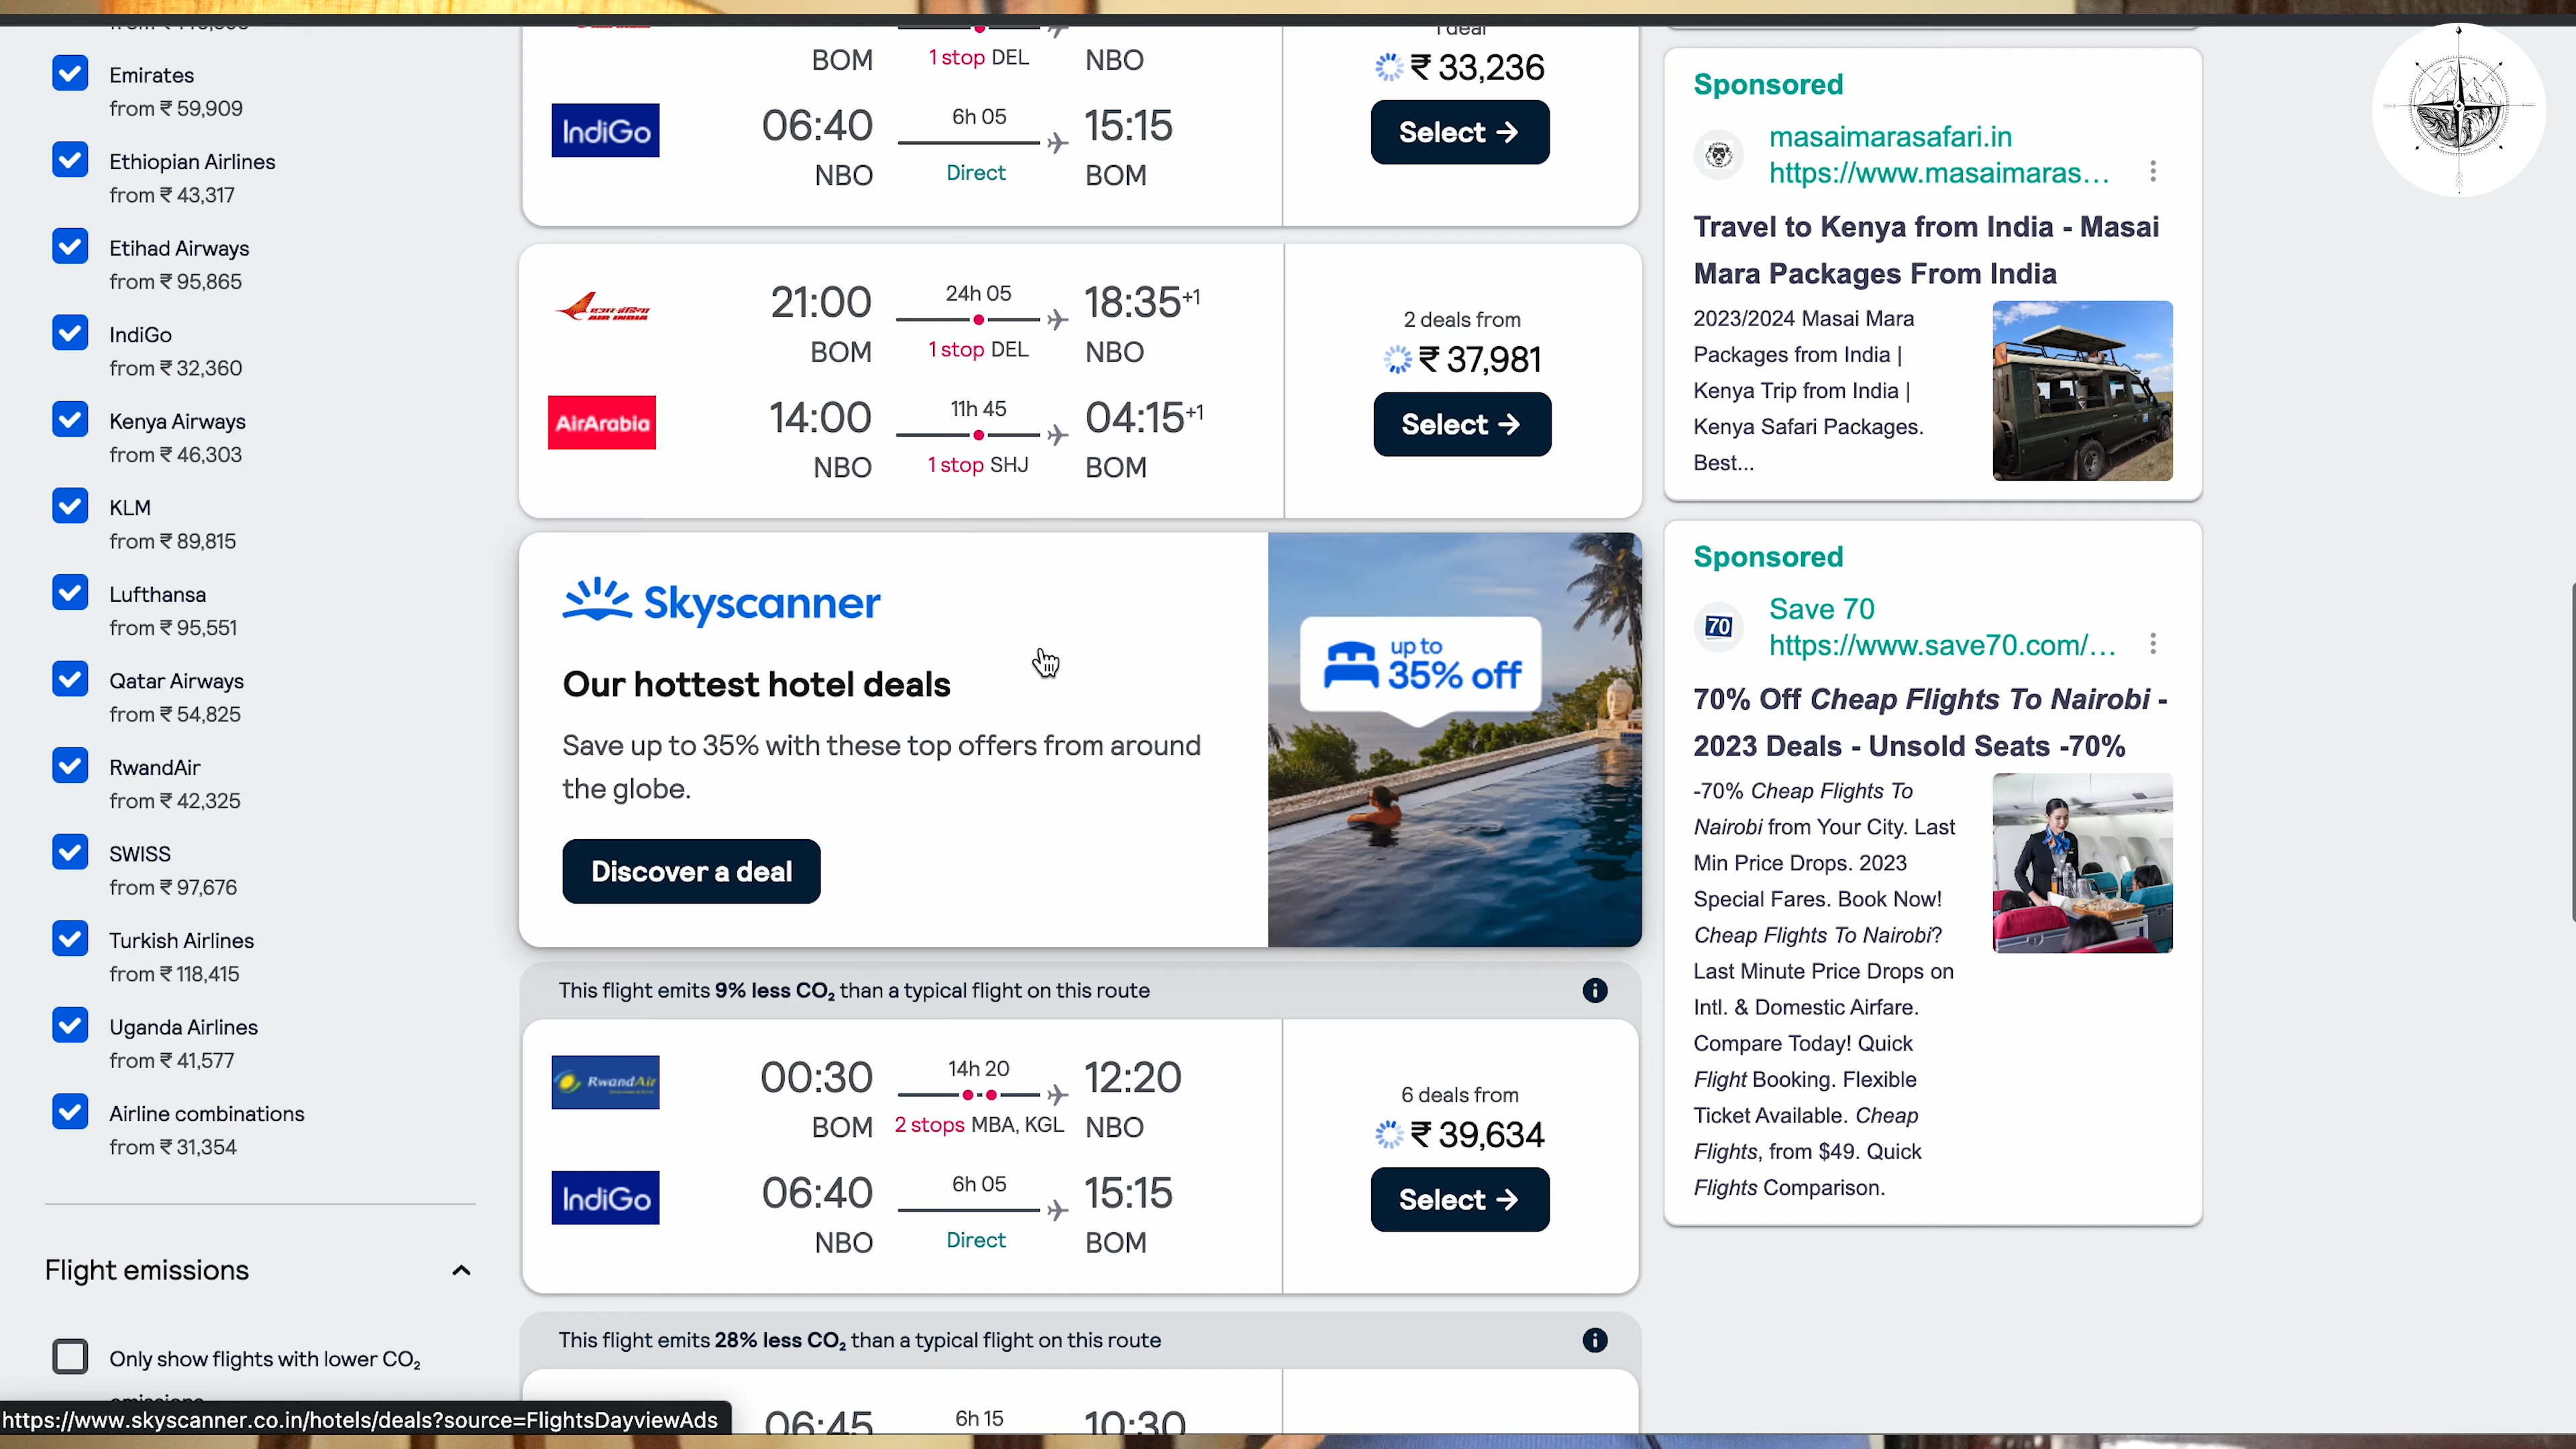 Emirates
from ₹ 59,909
Ethiopian Airlines
from ₹ 43,317
Etihad Airways
from ₹ 95,865
IndiGo
from ₹ 32,360
Kenya Airways
from ₹ 46,303
KLM
from ₹ 89,815
Lufthansa
from ₹ 95,551
Qatar Airways
from ₹ 54,825
RwandAir
from ₹ 42,325
SWISS
from ₹ 97,676
Turkish Airlines
from ₹ 118,415
Uganda Airlines
from ₹ 41,577
Airline combinations
from ₹ 31,354
Flight emissions
Only show flights with lower CO₂
emissions
https://www.skyscanner.co.in/hotels/deals?source=FlightsDayviewAds
1 deal
BOM 1 stop DEL NBO
₹ 33,236
IndiGo 06:40 6h 05 15:15
NBO Direct BOM
Select →
21:00 24h 05 18:35+1
AIR INDIA
BOM 1 stop DEL NBO
AirArabia 14:00 11h 45 04:15+1
NBO 1 stop SHJ BOM
2 deals from
₹ 37,981
Select →
Skyscanner
Our hottest hotel deals
Save up to 35% with these top offers from around
the globe.
Discover a deal
up to
35% off
This flight emits 9% less CO₂ than a typical flight on this route
RwandAir 00:30 14h 20 12:20
BOM 2 stops MBA, KGL NBO
IndiGo 06:40 6h 05 15:15
NBO Direct BOM
6 deals from
₹ 39,634
Select →
This flight emits 28% less CO₂ than a typical flight on this route
06:45 6h 15 10:30
Sponsored
masaimarasafari.in
https://www.masaimaras...
Travel to Kenya from India - Masai
Mara Packages From India
2023/2024 Masai Mara
Packages from India |
Kenya Trip from India |
Kenya Safari Packages.
Best...
Sponsored
70
Save 70
https://www.save70.com/...
70% Off Cheap Flights To Nairobi -
2023 Deals - Unsold Seats -70%
-70% Cheap Flights To
Nairobi from Your City. Last
Min Price Drops. 2023
Special Fares. Book Now!
Cheap Flights To Nairobi?
Last Minute Price Drops on
Intl. & Domestic Airfare.
Compare Today! Quick
Flight Booking. Flexible
Ticket Available. Cheap
Flights, from $49. Quick
Flights Comparison.